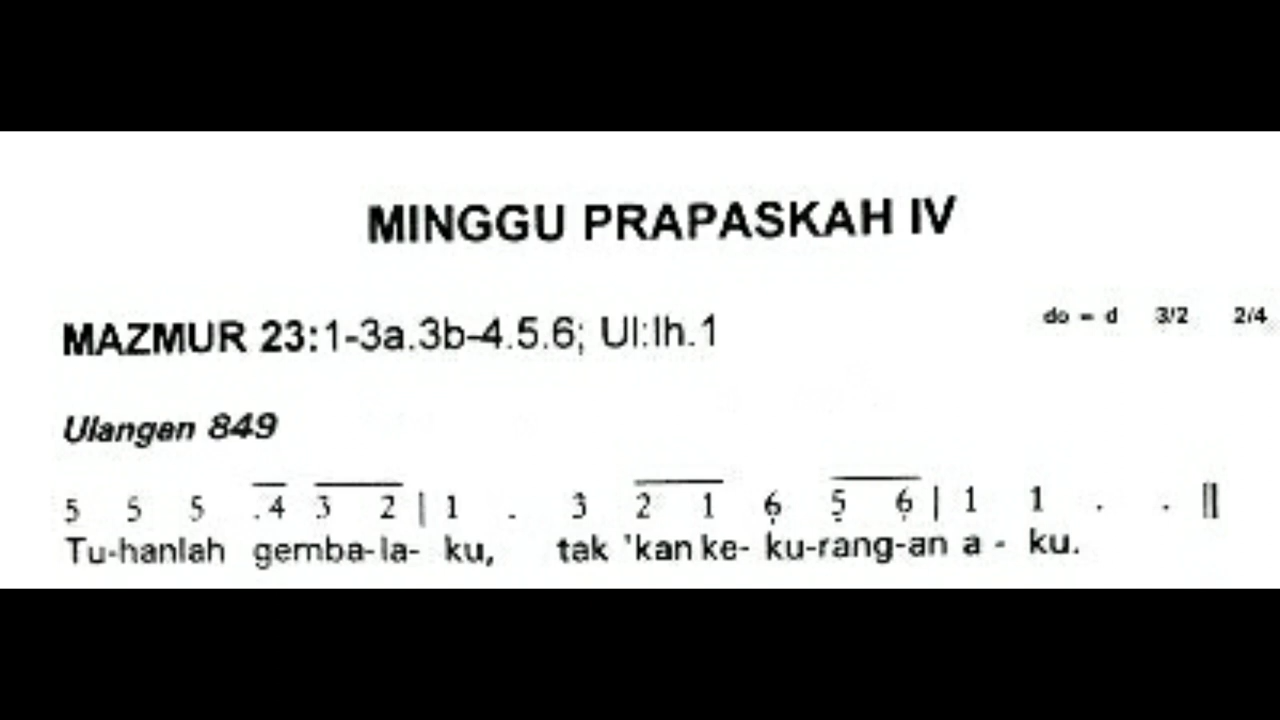 MINGGU PRAPASKAH IV
do = d 3/2 2/4
MAZMUR 23:1-3a.3b-4.5.6; Ul:lh.1
Ulangan 849
5 5 5 .4 3 2 | 1 . 3 2 1 6̣ 5̣ 6̣ | 1 1 . . ||
Tu-hanlah gemba-la- ku, tak 'kan ke- ku-rang-an a - ku.